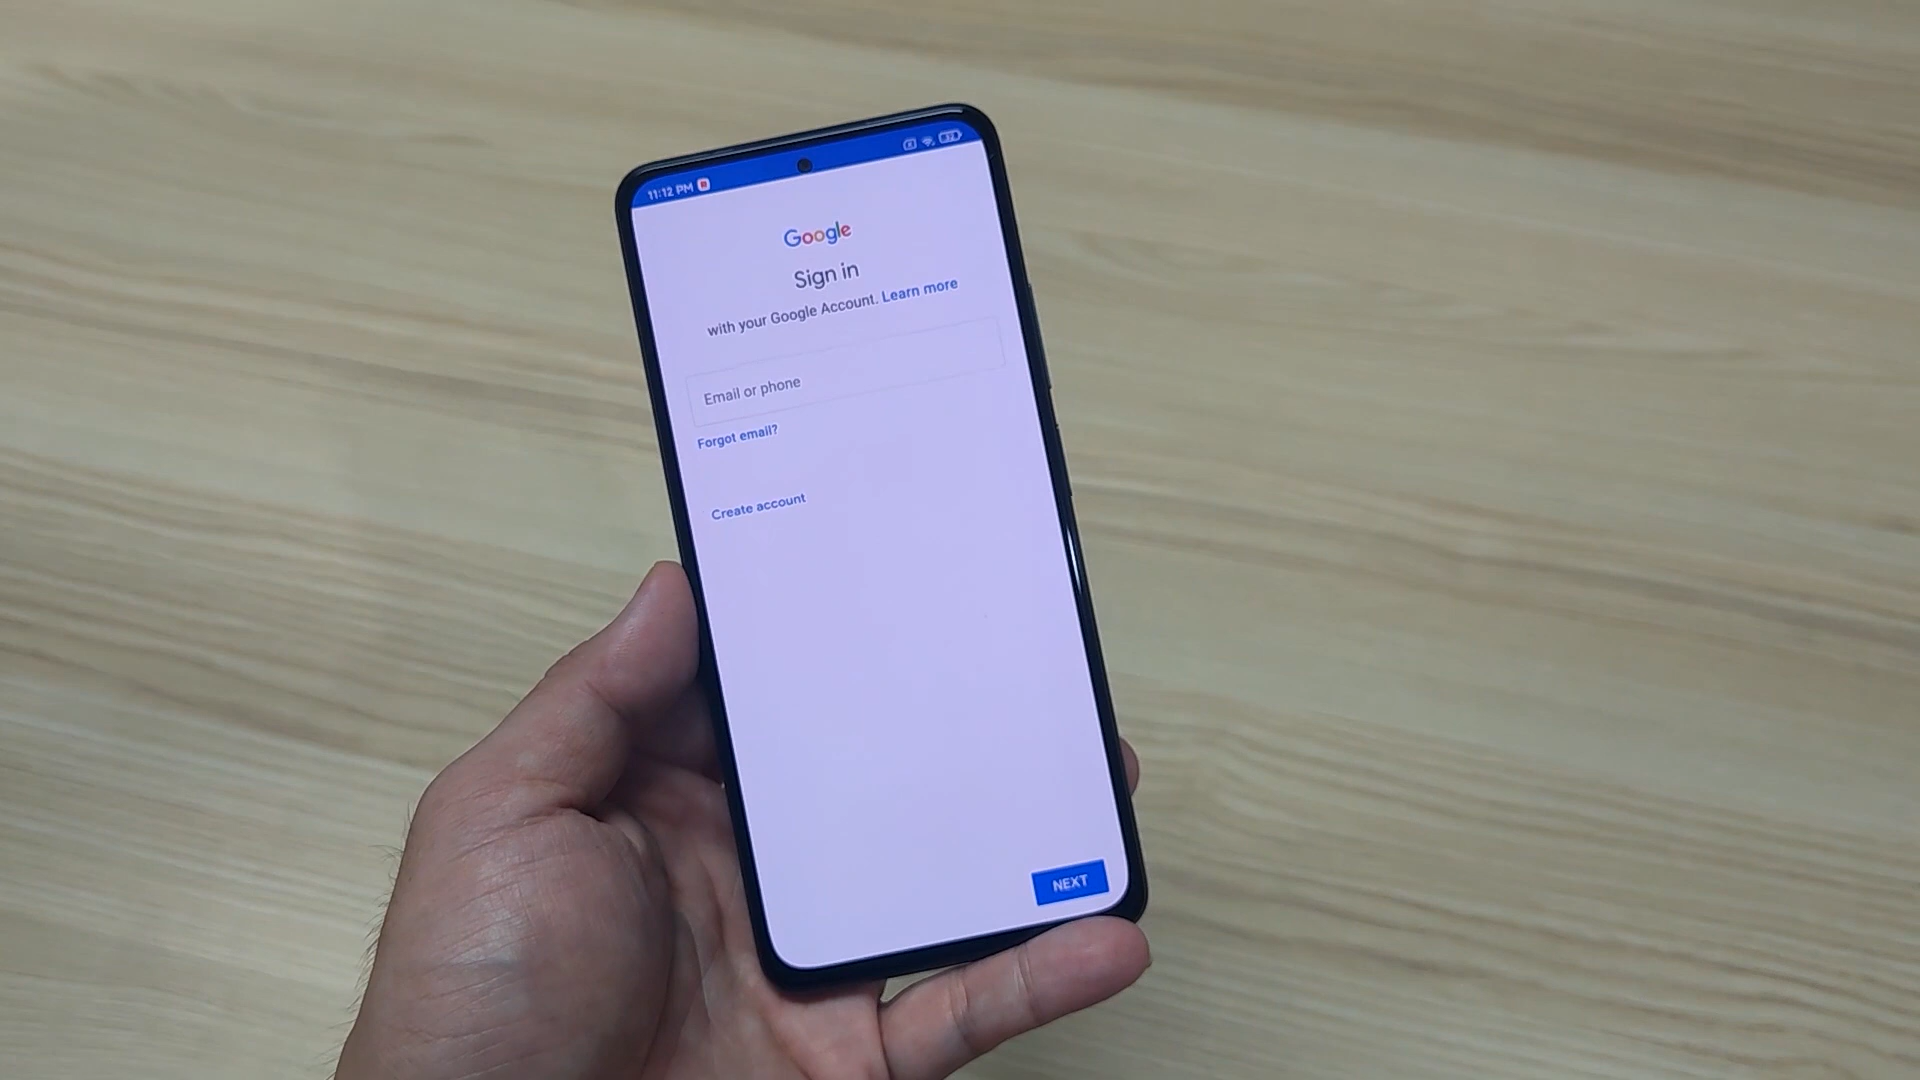 11:12 PM
Google
Sign in
with your Google Account. Learn more
Email or phone
Forgot email?
Create account
NEXT